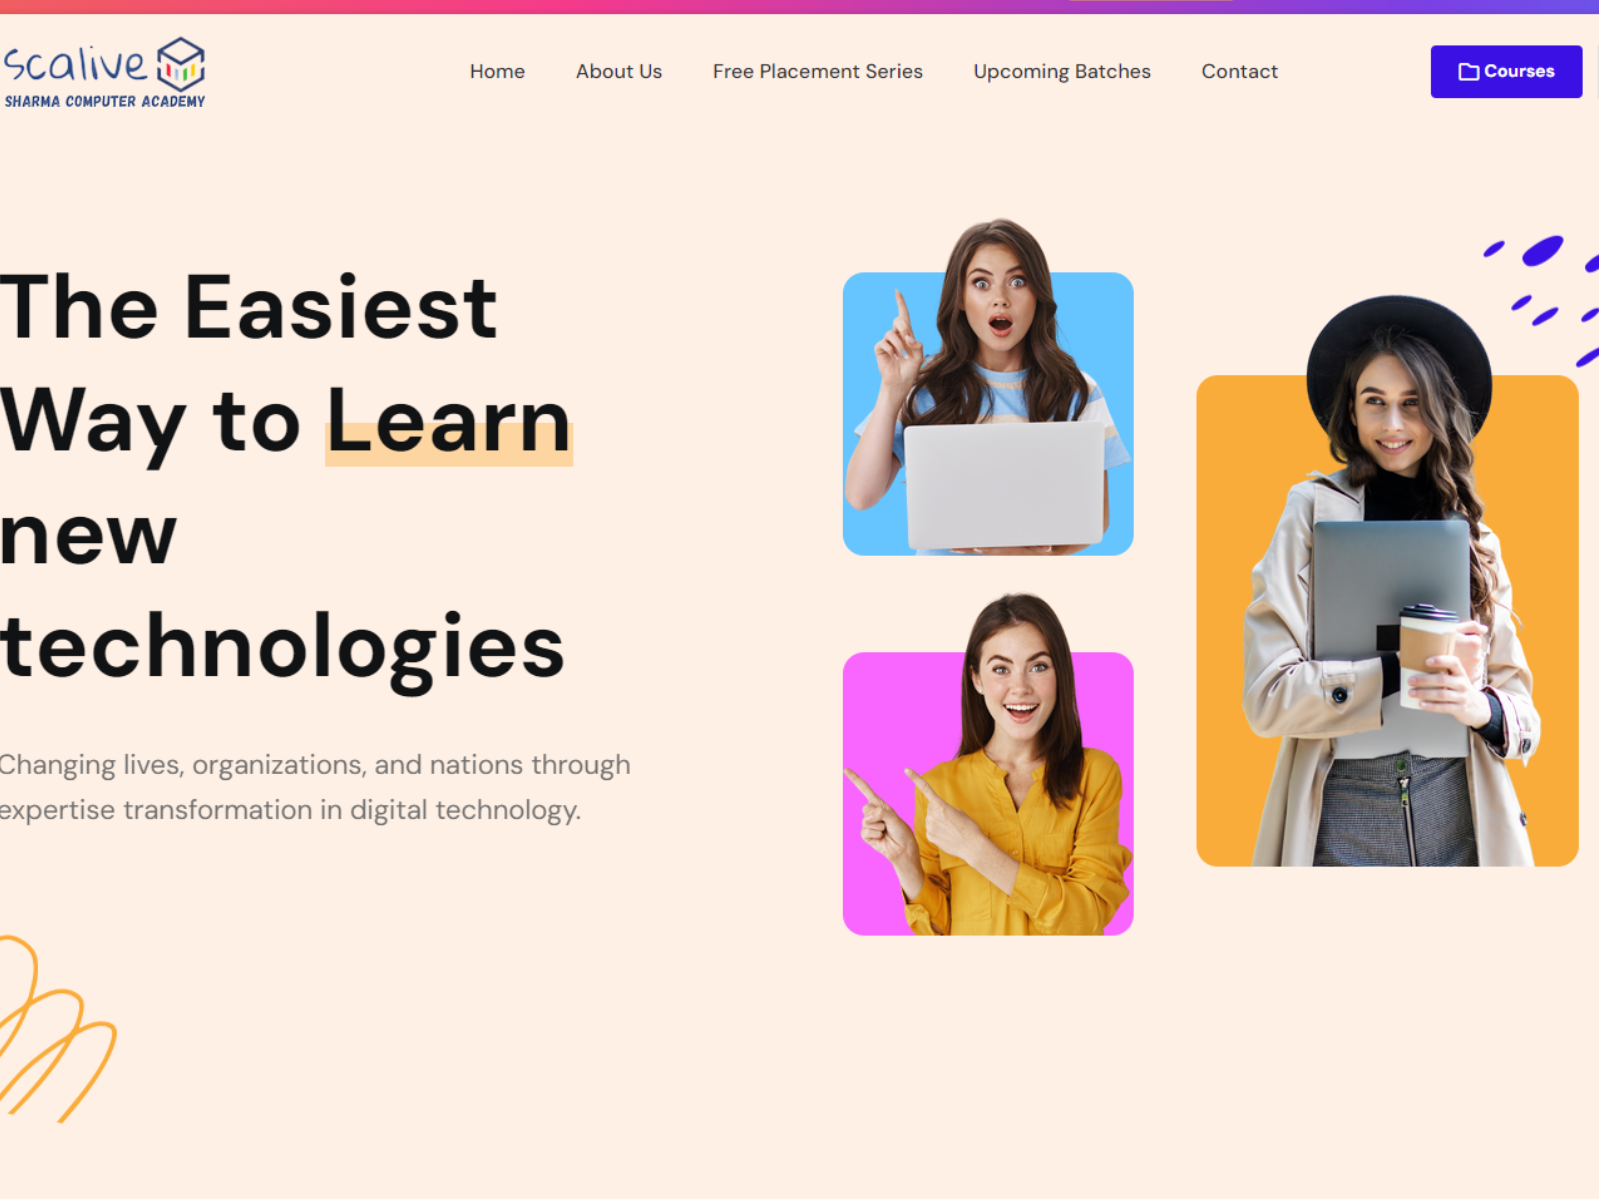 scalive
SHARMA COMPUTER ACADEMY
Home
About Us
Free Placement Series
Upcoming Batches
Contact
Courses
The Easiest
Way to Learn
new
technologies
Changing lives, organizations, and nations through
expertise transformation in digital technology.